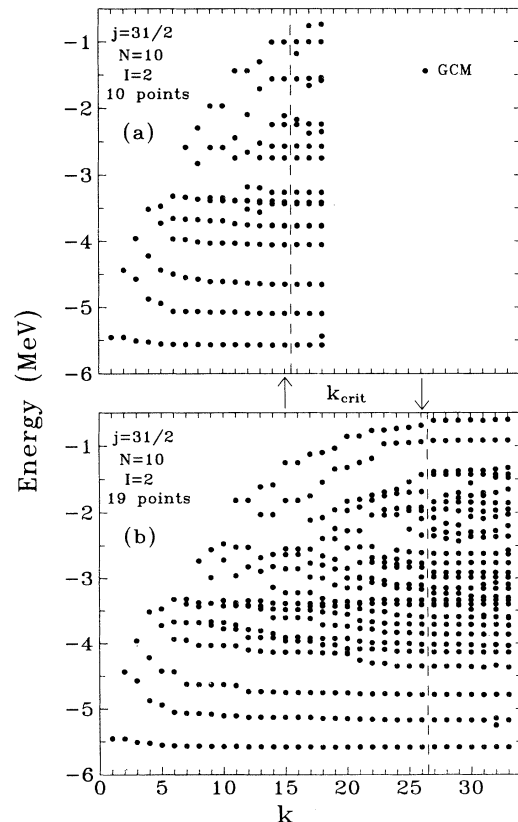 −1
j=31/2
N=10
I=2
10 points
(a)
• GCM
−2
−3
−4
−5
−6
Energy (MeV)
k_crit
−1
j=31/2
N=10
I=2
19 points
(b)
−2
−3
−4
−5
−6
0 5 10 15 20 25 30
k